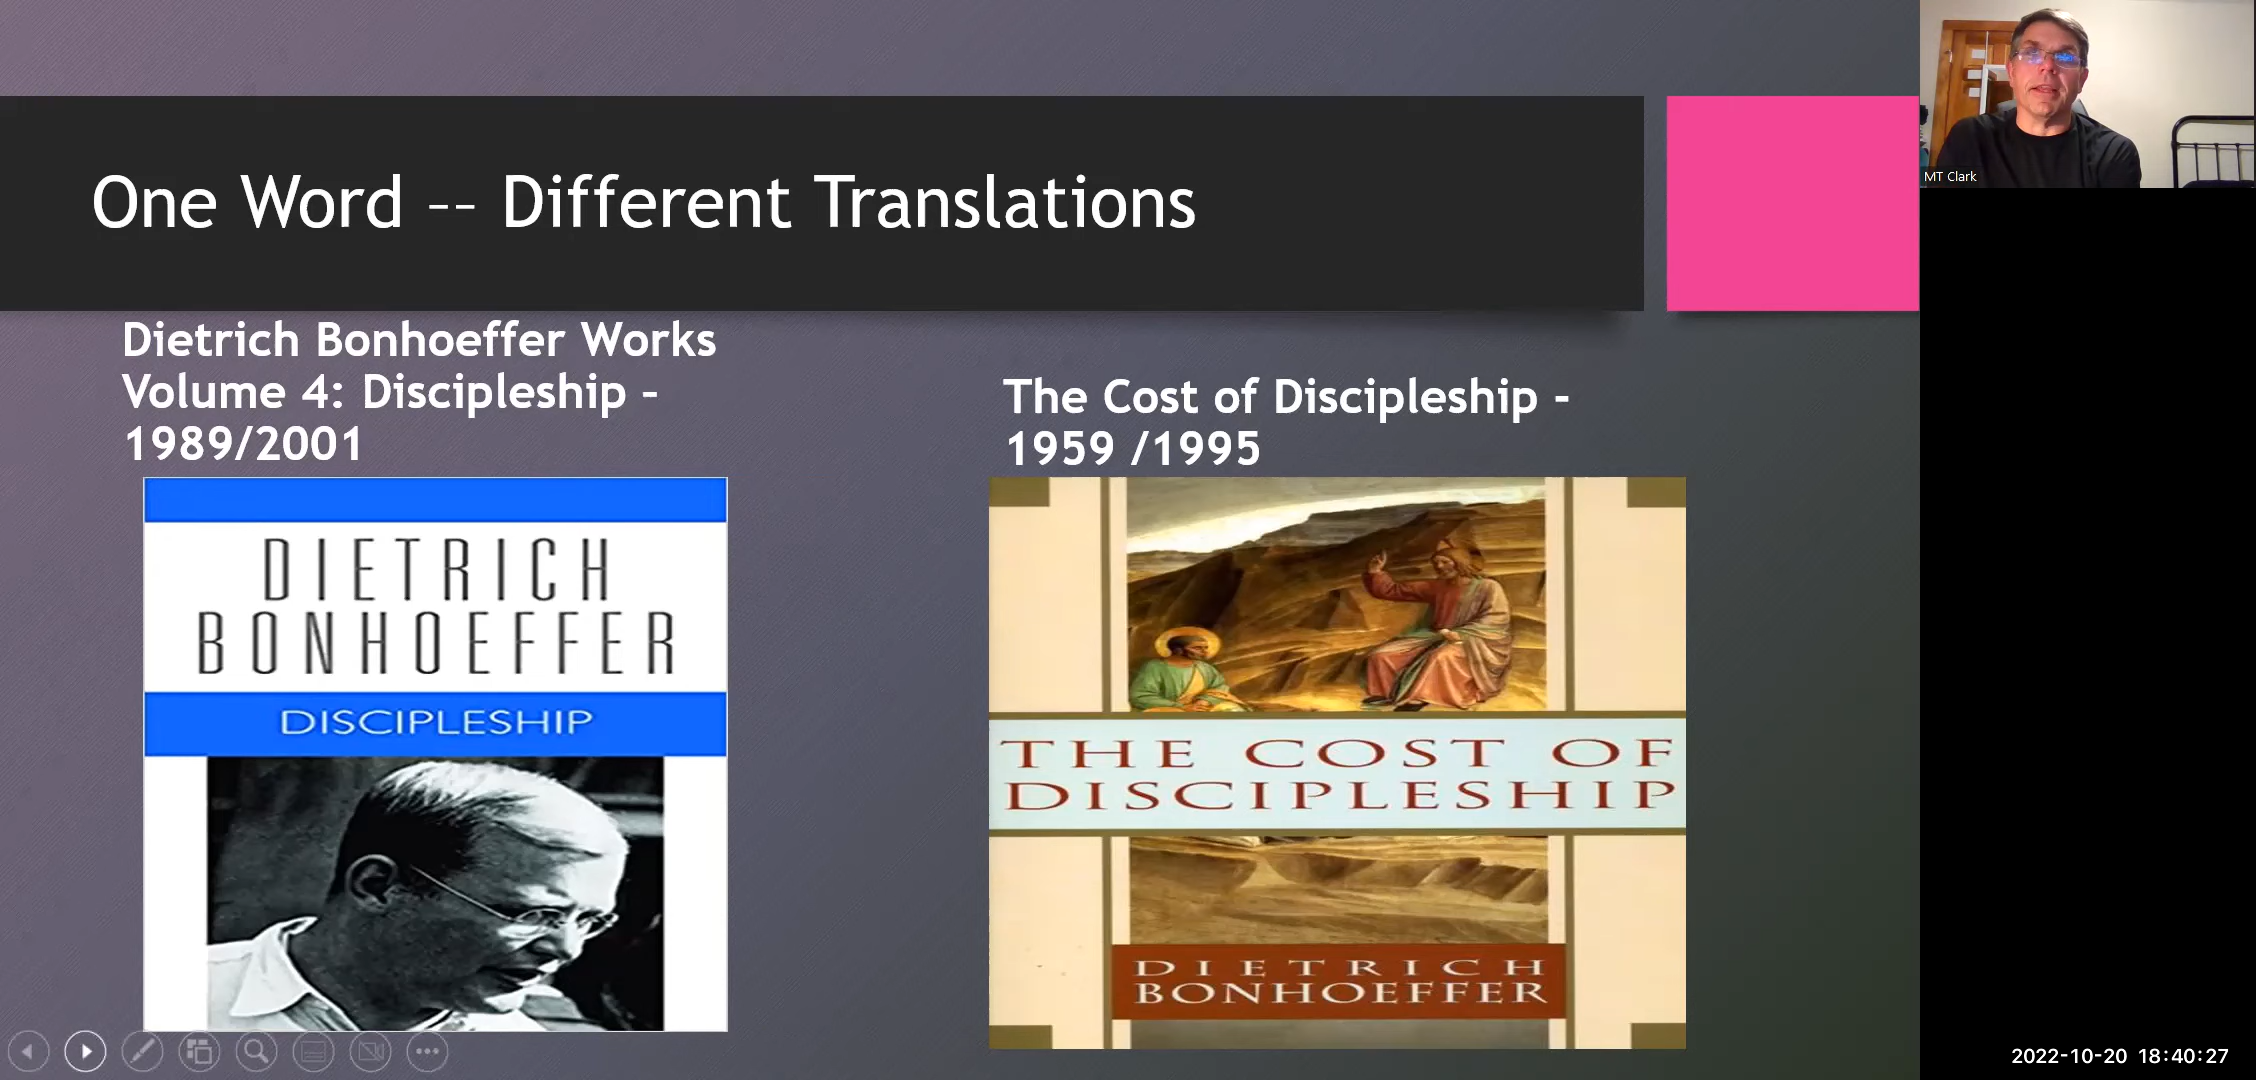 One Word -- Different Translations
MT Clark
Dietrich Bonhoeffer Works
Volume 4: Discipleship -
1989/2001
The Cost of Discipleship -
1959 /1995
DIETRICH
BONHOEFFER
DISCIPLESHIP
THE COST OF
DISCIPLESHIP
DIETRICH
BONHOEFFER
2022-10-20 18:40:27